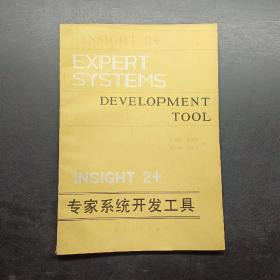 INSIGHT 2+
EXPERT
SYSTEMS
DEVELOPMENT
TOOL
INSIGHT 2+
专家系统开发工具